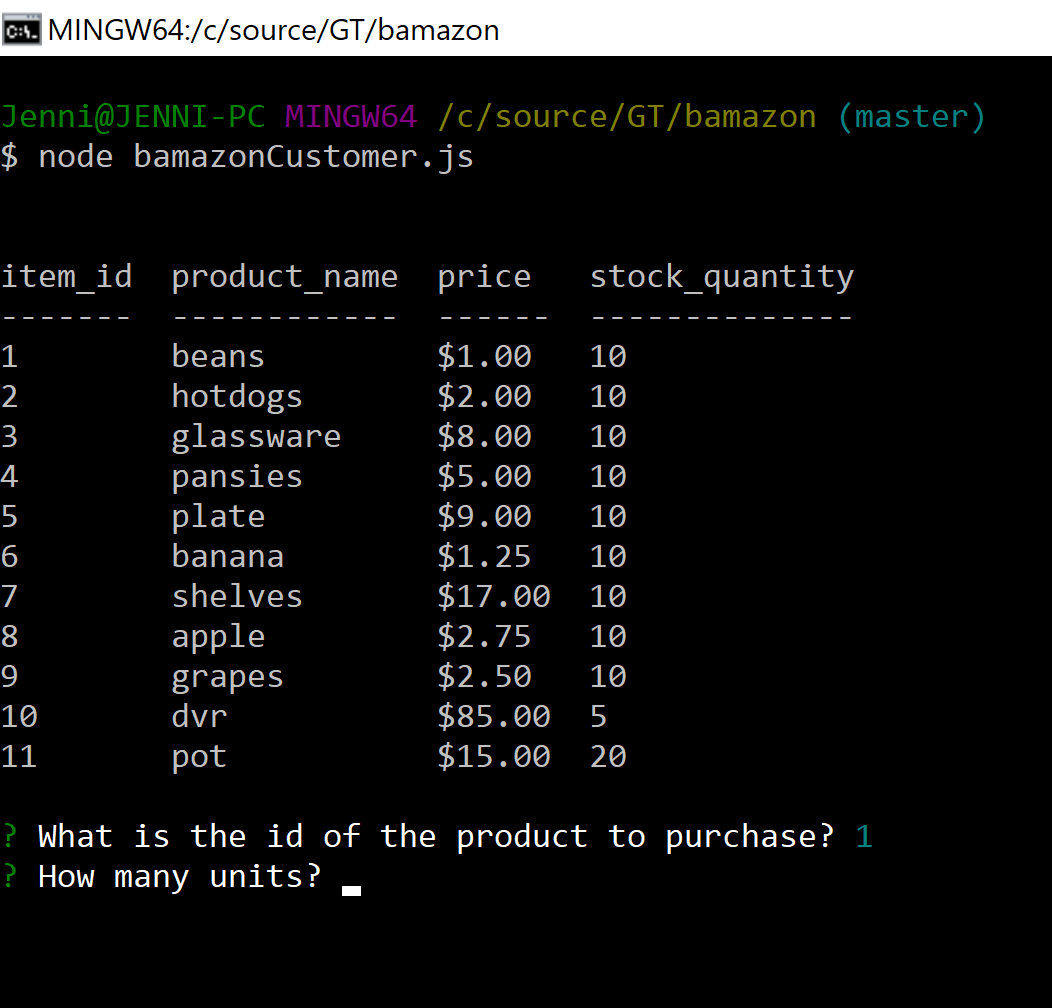 MINGW64:/c/source/GT/bamazon
Jenni@JENNI-PC MINGW64 /c/source/GT/bamazon (master)
$ node bamazonCustomer.js
item_id  product_name  price   stock_quantity
-------  ------------  ------  --------------
1        beans         $1.00   10
2        hotdogs       $2.00   10
3        glassware     $8.00   10
4        pansies       $5.00   10
5        plate         $9.00   10
6        banana        $1.25   10
7        shelves       $17.00  10
8        apple         $2.75   10
9        grapes        $2.50   10
10       dvr           $85.00  5
11       pot           $15.00  20
? What is the id of the product to purchase? 1
? How many units?